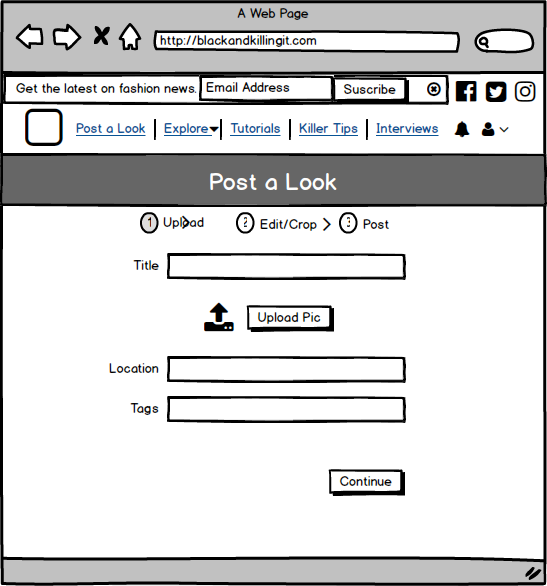 A Web Page
http://blackandkillingit.com
Get the latest on fashion news. Email Address Suscribe
Post a Look Explore Tutorials Killer Tips Interviews
Post a Look
1 Upload 2 Edit/Crop 3 Post
Title
Upload Pic
Location
Tags
Continue